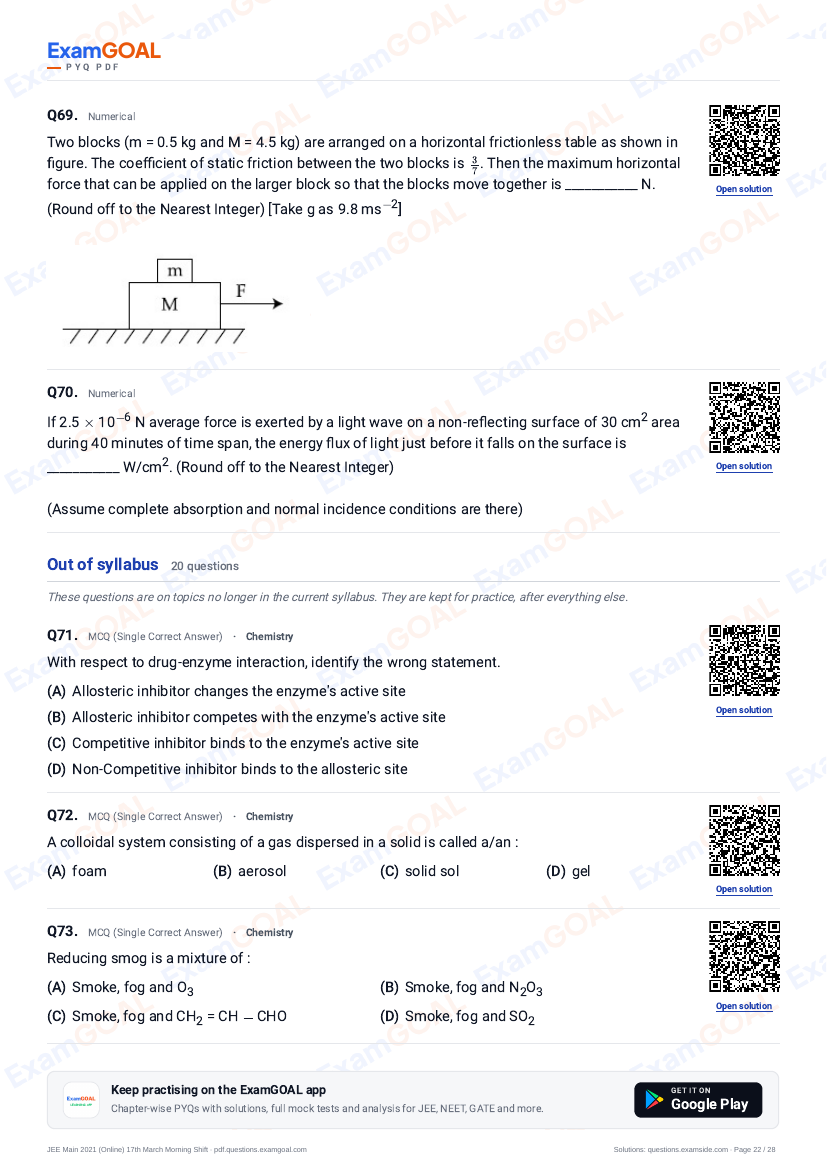 ExamGOAL
PYQ PDF
Q69. Numerical
Two blocks (m = 0.5 kg and M = 4.5 kg) are arranged on a horizontal frictionless table as shown in
figure. The coefficient of static friction between the two blocks is 3/7. Then the maximum horizontal
force that can be applied on the larger block so that the blocks move together is ___________ N.
(Round off to the Nearest Integer) [Take g as 9.8 ms⁻²]
Open solution
m
M
F
Q70. Numerical
If 2.5 × 10⁻⁶ N average force is exerted by a light wave on a non-reflecting surface of 30 cm² area
during 40 minutes of time span, the energy flux of light just before it falls on the surface is
___________ W/cm². (Round off to the Nearest Integer)
(Assume complete absorption and normal incidence conditions are there)
Open solution
Out of syllabus 20 questions
These questions are on topics no longer in the current syllabus. They are kept for practice, after everything else.
Q71. MCQ (Single Correct Answer) · Chemistry
With respect to drug-enzyme interaction, identify the wrong statement.
(A) Allosteric inhibitor changes the enzyme's active site
(B) Allosteric inhibitor competes with the enzyme's active site
(C) Competitive inhibitor binds to the enzyme's active site
(D) Non-Competitive inhibitor binds to the allosteric site
Open solution
Q72. MCQ (Single Correct Answer) · Chemistry
A colloidal system consisting of a gas dispersed in a solid is called a/an :
(A) foam (B) aerosol (C) solid sol (D) gel
Open solution
Q73. MCQ (Single Correct Answer) · Chemistry
Reducing smog is a mixture of :
(A) Smoke, fog and O₃ (B) Smoke, fog and N₂O₃
(C) Smoke, fog and CH₂ = CH – CHO (D) Smoke, fog and SO₂
Open solution
ExamGOAL
Keep practising on the ExamGOAL app
Chapter-wise PYQs with solutions, full mock tests and analysis for JEE, NEET, GATE and more.
GET IT ON
Google Play
JEE Main 2021 (Online) 17th March Morning Shift · pdf.questions.examgoal.com Solutions: questions.examside.com · Page 22 / 28